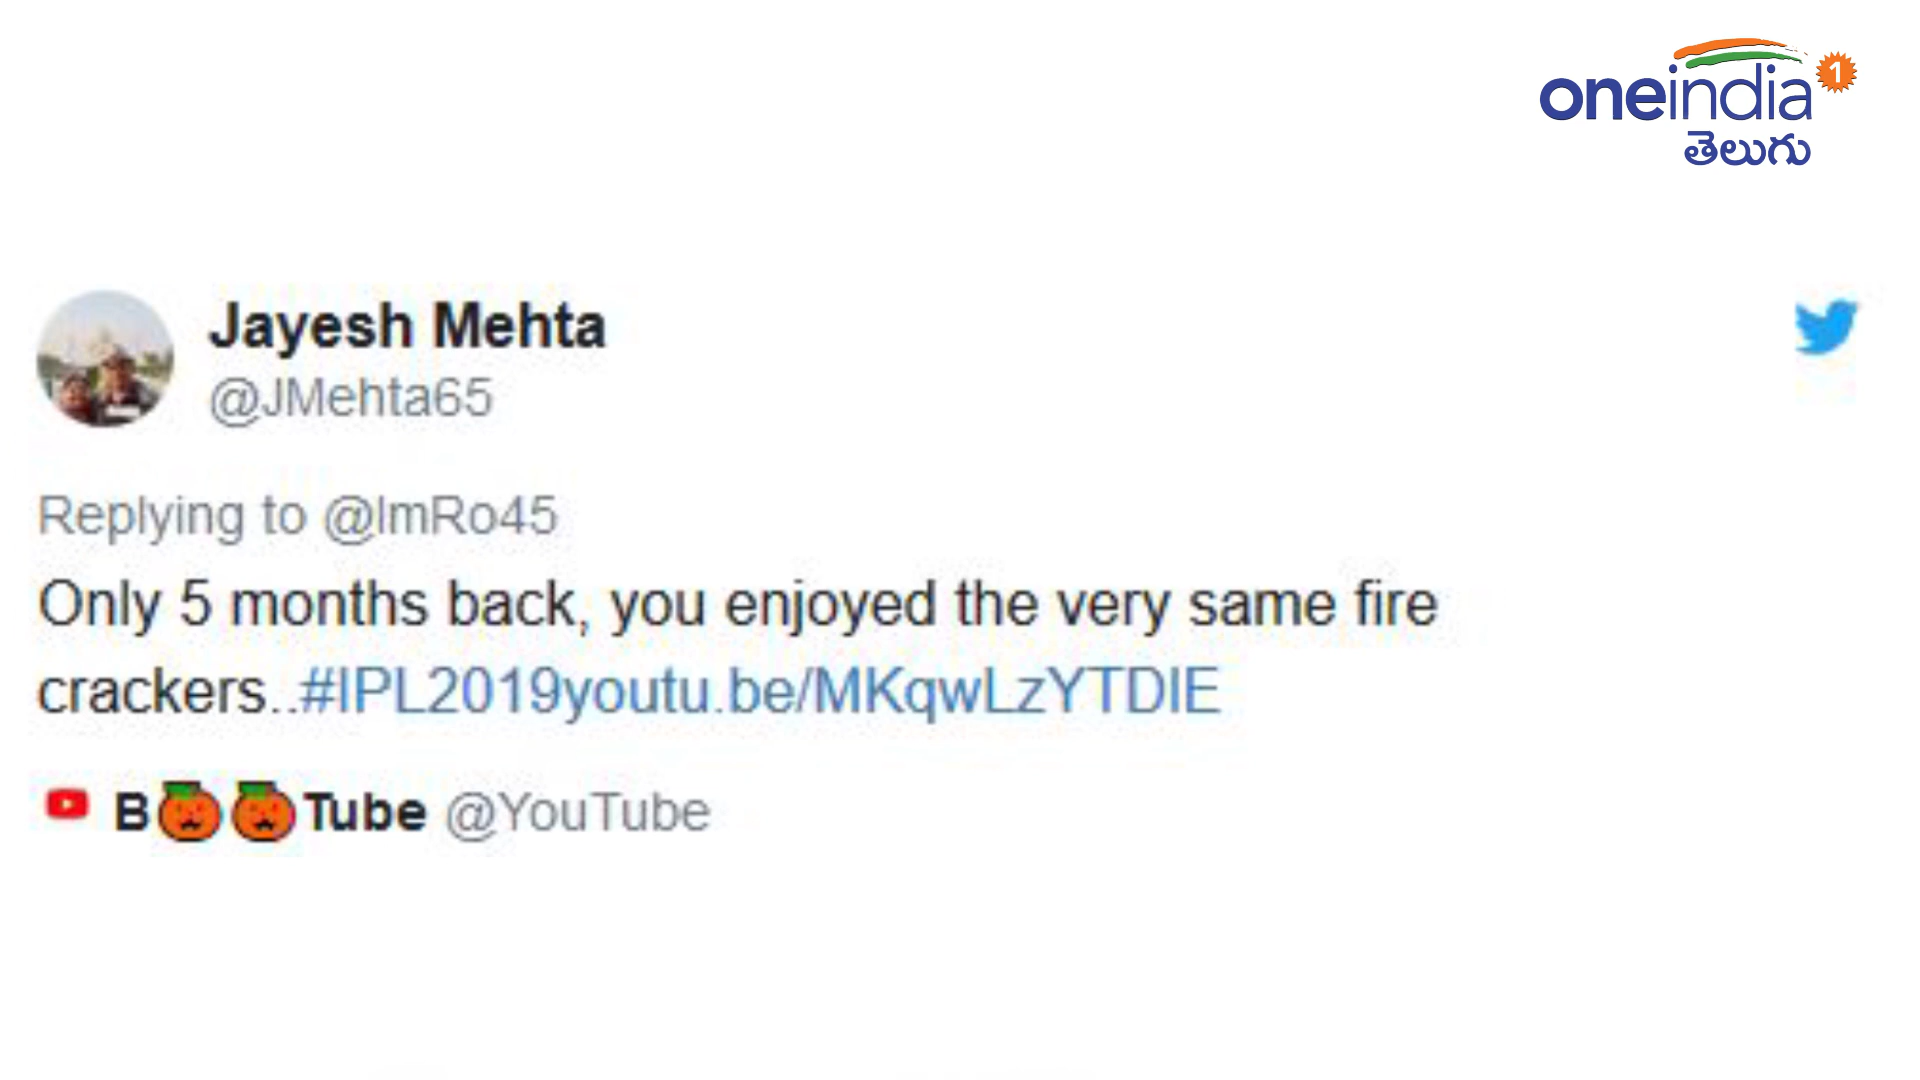 oneindia 1
తెలుగు
Jayesh Mehta
@JMehta65
Replying to @ImRo45
Only 5 months back, you enjoyed the very same fire
crackers..#IPL2019youtu.be/MKqwLzYTDIE
B🎃🎃Tube @YouTube